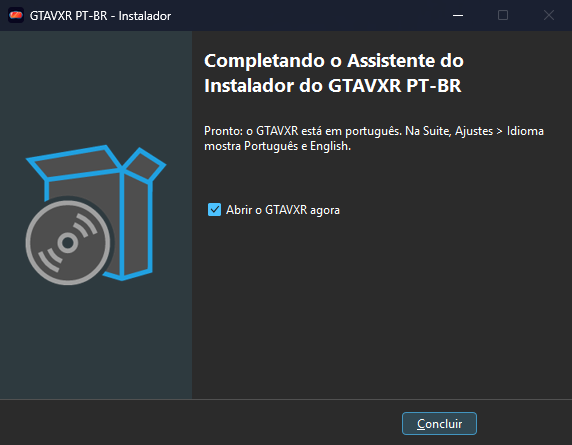 GTAVXR PT-BR - Instalador
Completando o Assistente do
Instalador do GTAVXR PT-BR
Pronto: o GTAVXR está em português. Na Suite, Ajustes > Idioma
mostra Português e English.
Abrir o GTAVXR agora
Concluir